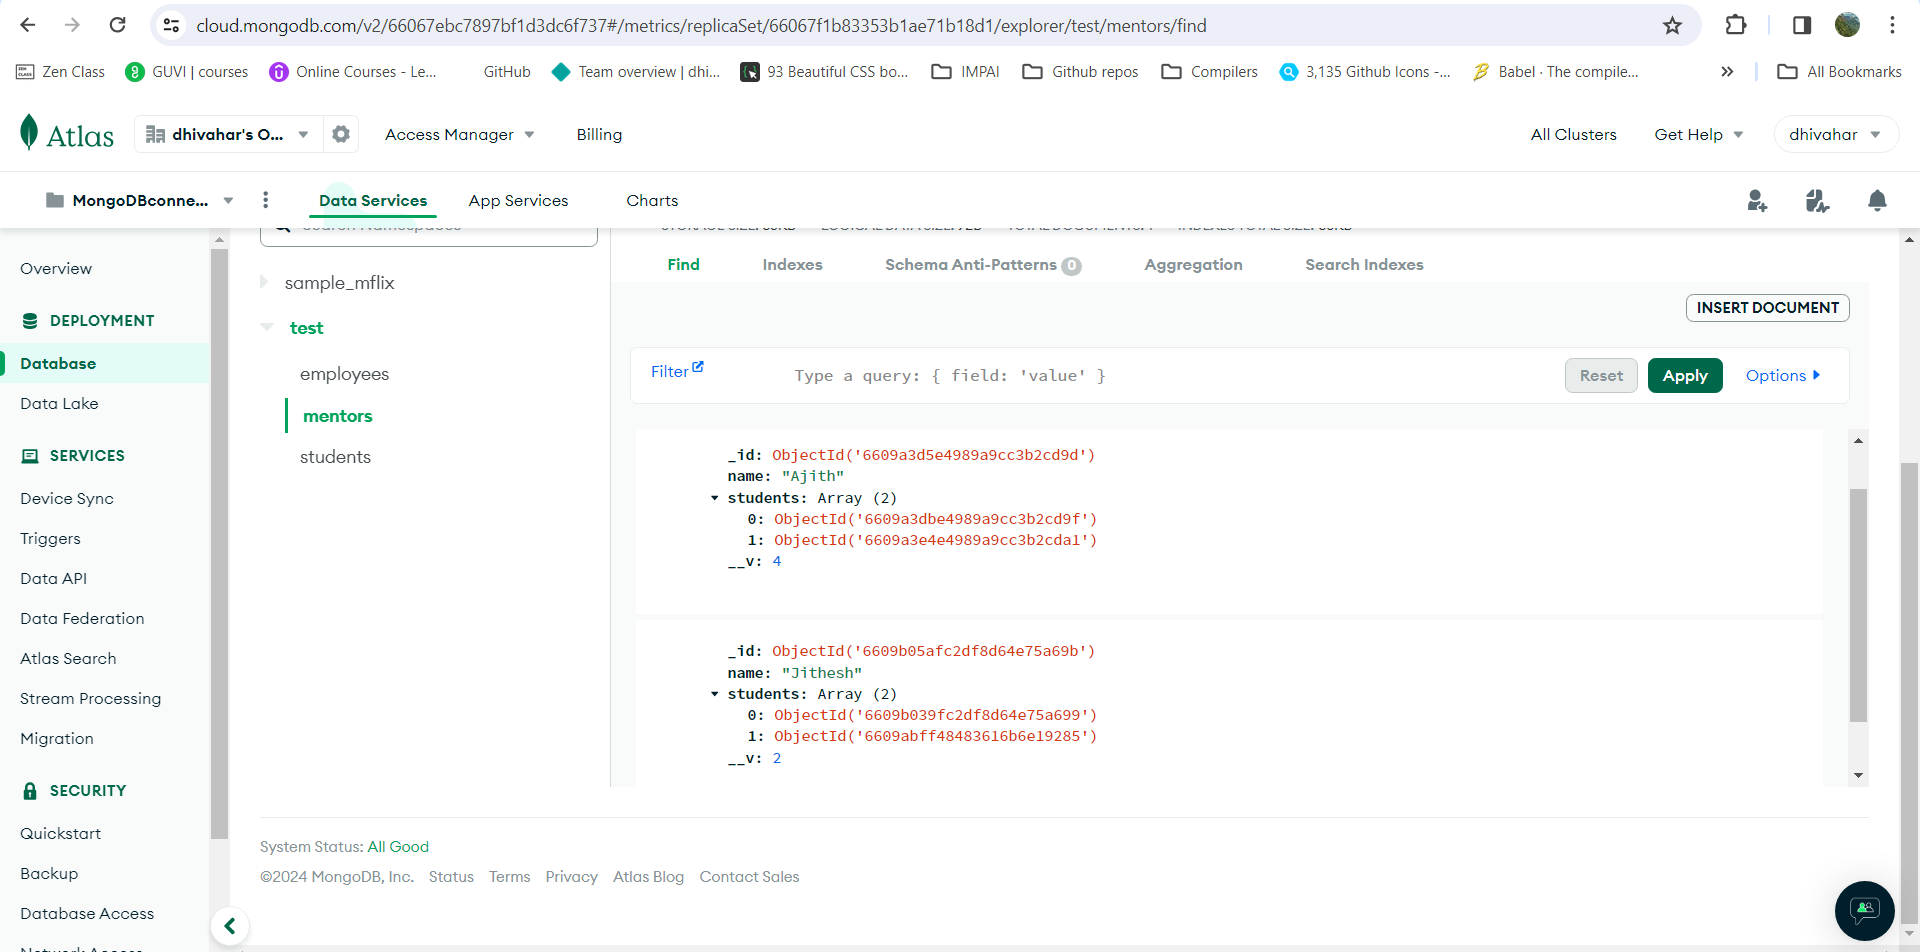 cloud.mongodb.com/v2/66067ebc7897bf1d3dc6f737#/metrics/replicaSet/66067f1b83353b1ae71b18d1/explorer/test/mentors/find
Zen Class GUVI | courses Online Courses - Le... GitHub Team overview | dhi... 93 Beautiful CSS bo... IMPAI Github repos Compilers 3,135 Github Icons -... Babel · The compile... » All Bookmarks
Atlas dhivahar's O... Access Manager Billing All Clusters Get Help dhivahar
MongoDBconne... Data Services App Services Charts
Overview
DEPLOYMENT
Database
Data Lake
SERVICES
Device Sync
Triggers
Data API
Data Federation
Atlas Search
Stream Processing
Migration
SECURITY
Quickstart
Backup
Database Access
Network Access
Search Namespaces
sample_mflix
test
employees
mentors
students
Find Indexes Schema Anti-Patterns 0 Aggregation Search Indexes
INSERT DOCUMENT
Filter Type a query: { field: 'value' } Reset Apply Options
_id: ObjectId('6609a3d5e4989a9cc3b2cd9d')
name: "Ajith"
students: Array (2)
0: ObjectId('6609a3dbe4989a9cc3b2cd9f')
1: ObjectId('6609a3e4e4989a9cc3b2cda1')
__v: 4
_id: ObjectId('6609b05afc2df8d64e75a69b')
name: "Jithesh"
students: Array (2)
0: ObjectId('6609b039fc2df8d64e75a699')
1: ObjectId('6609abff48483616b6e19285')
__v: 2
System Status: All Good
©2024 MongoDB, Inc. Status Terms Privacy Atlas Blog Contact Sales